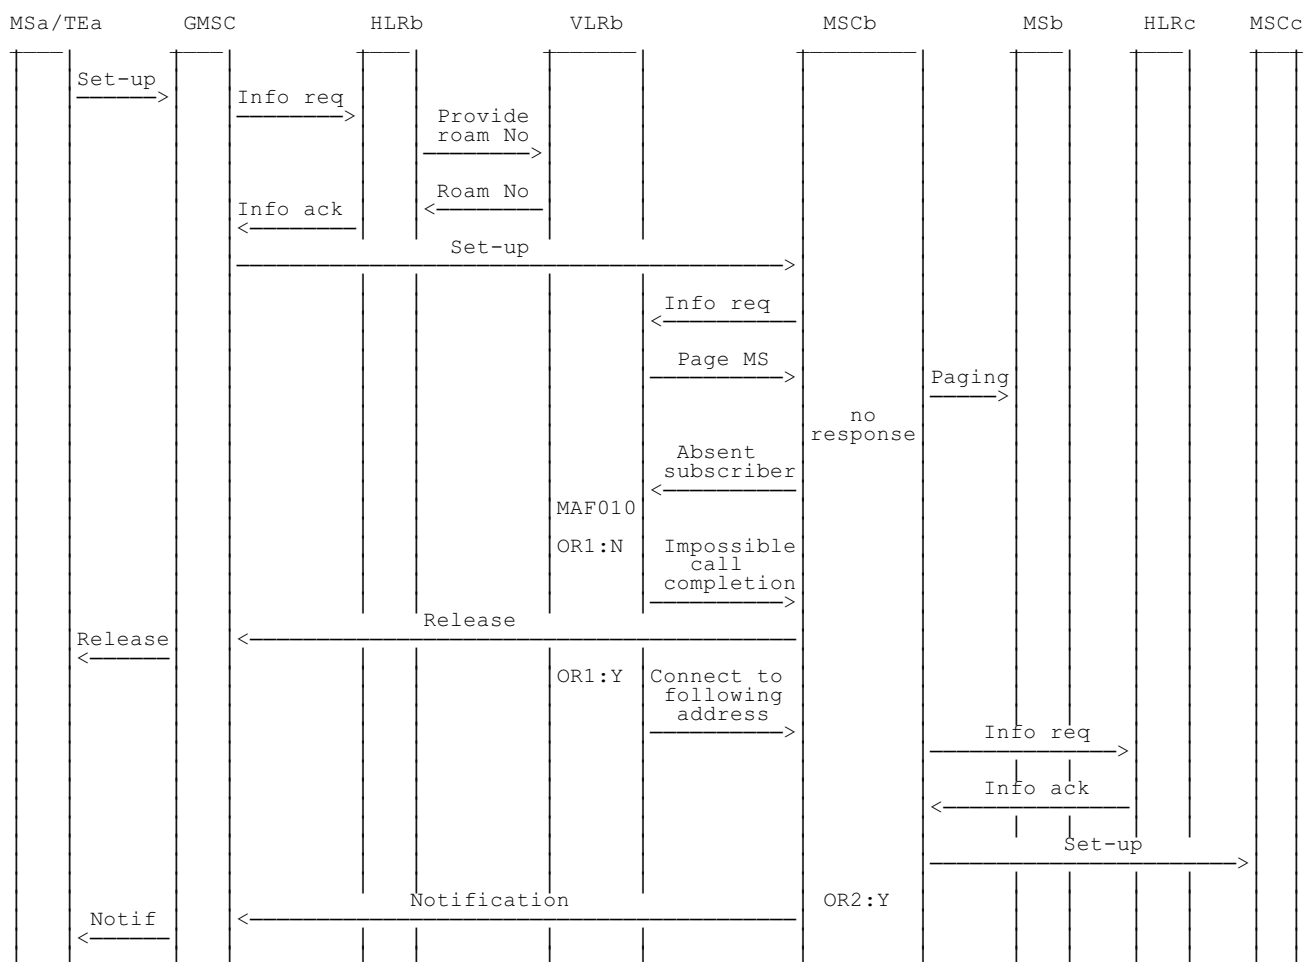 MSa/TEa GMSC HLRb VLRb MSCb MSb HLRc MSCc
Set-up
Info req
Provide
roam No
Roam No
Info ack
Set-up
Info req
Page MS
Paging
no
response
Absent
subscriber
MAF010
OR1:N Impossible
call
completion
Release
Release
OR1:Y Connect to
following
address
Info req
Info ack
Set-up
Notification OR2:Y
Notif